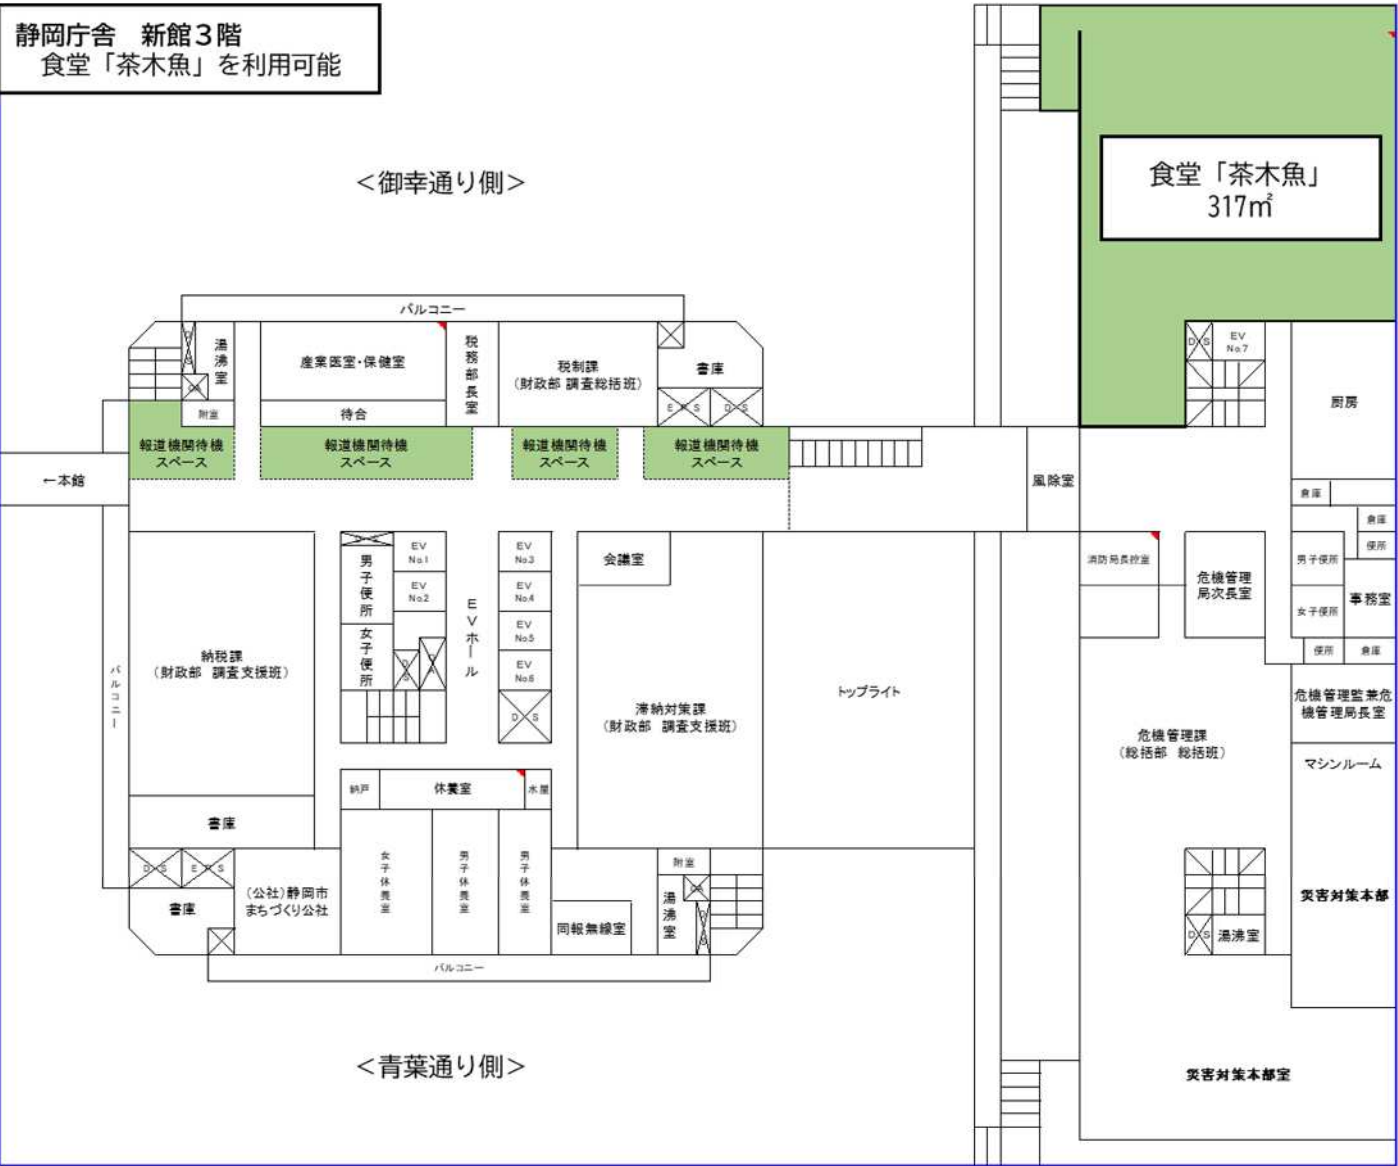 静岡庁舎　新館3階
食堂「茶木魚」を利用可能
＜御幸通り側＞
食堂「茶木魚」
317㎡
バルコニー
DS
湯沸室
産業医室・保健室
税務部長室
税制課
（財政部 調査総括班）
書庫
DS
EV
No.7
厨房
附室
待合
EPS
DS
報道機関待機
スペース
報道機関待機
スペース
報道機関待機
スペース
報道機関待機
スペース
←本館
風除室
倉庫
倉庫
便所
男子便所
EV
No.1
EV
No.2
EVホール
EV
No.3
EV
No.4
EV
No.5
EV
No.6
DS
会議室
消防局長控室
危機管理
局次長室
男子便所
女子便所
事務室
便所
倉庫
女子便所
DS
納税課
（財政部 調査支援班）
バルコニー
滞納対策課
（財政部 調査支援班）
トップライト
危機管理課
（総括部 総括班）
危機管理監兼危
機管理局長室
マシンルーム
納戸
休養室
水屋
書庫
DS
EPS
書庫
（公社）静岡市
まちづくり公社
女子休養室
男子休養室
男子休養室
同報無線室
附室
湯沸室
DS
DS
湯沸室
災害対策本部
バルコニー
＜青葉通り側＞
災害対策本部室